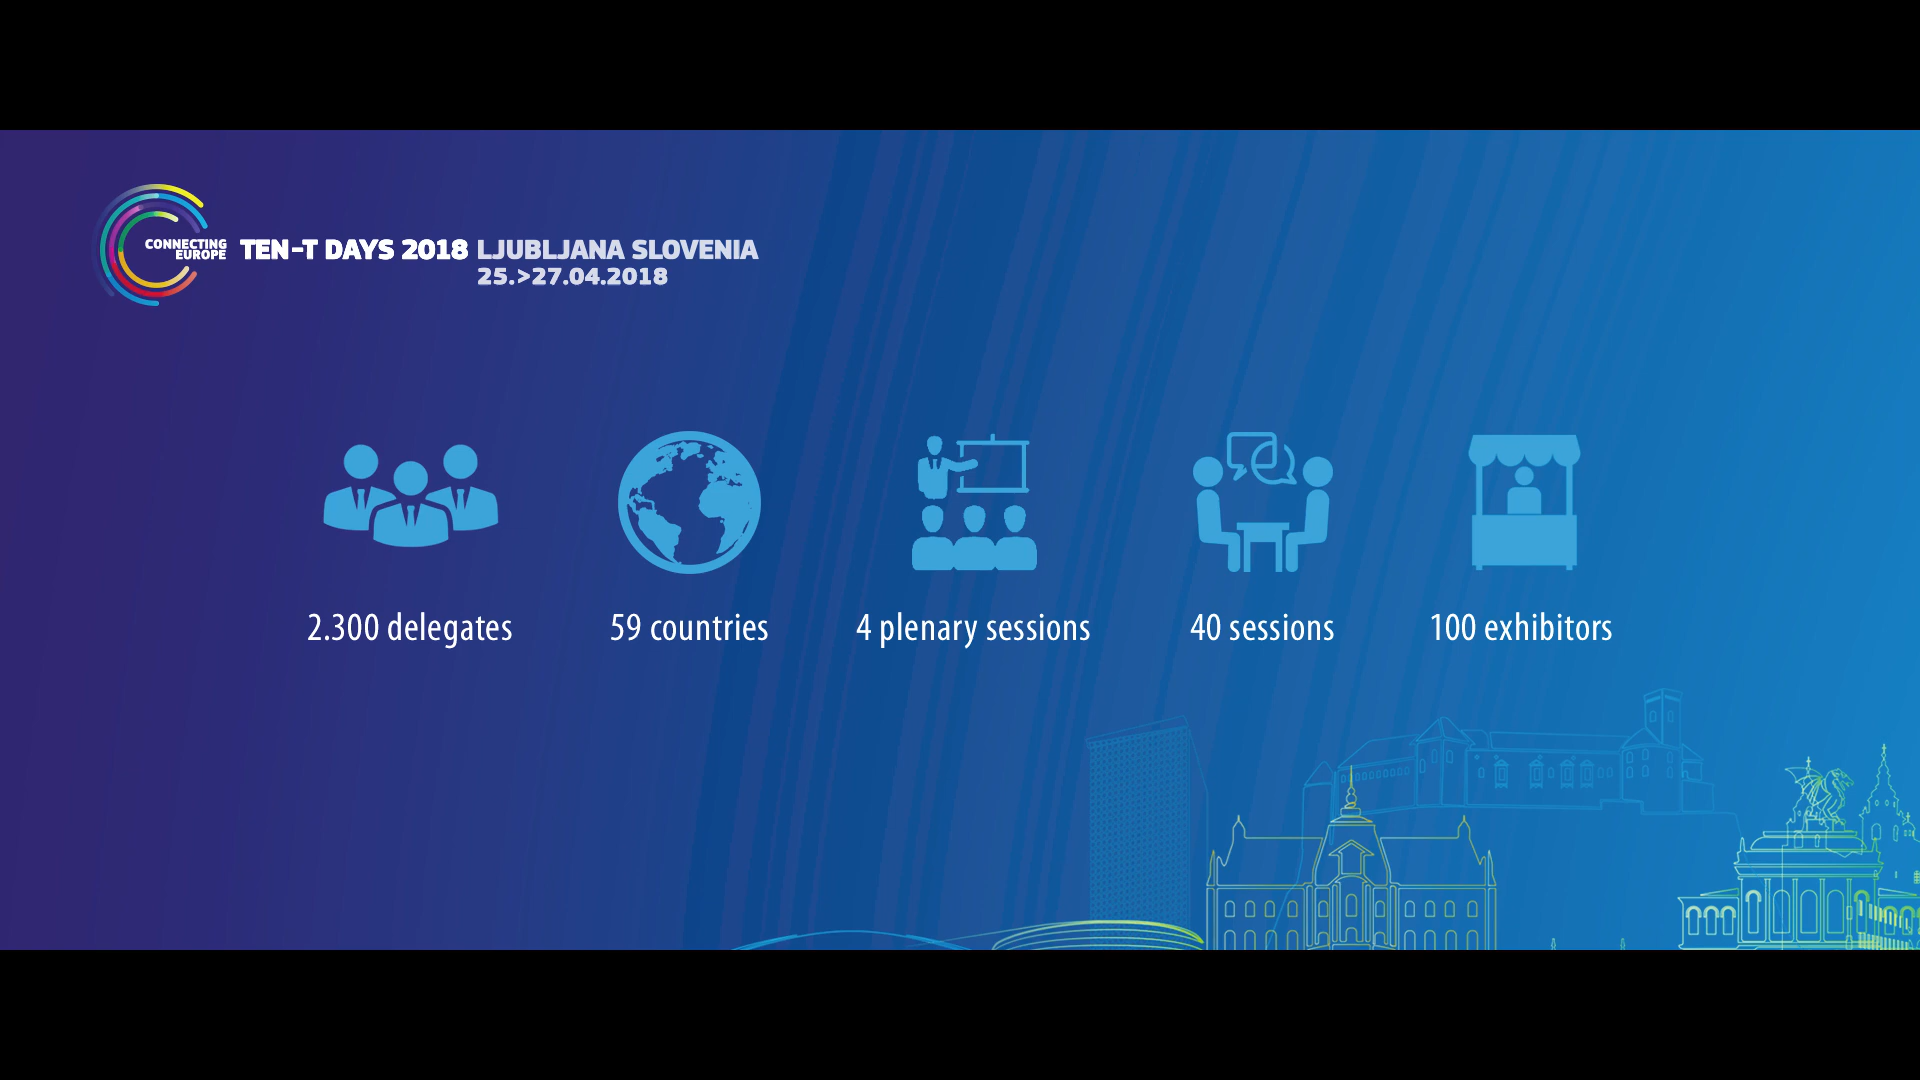 CONNECTING
EUROPE
TEN-T DAYS 2018 LJUBLJANA SLOVENIA
25.>27.04.2018
2.300 delegates
59 countries
4 plenary sessions
40 sessions
100 exhibitors